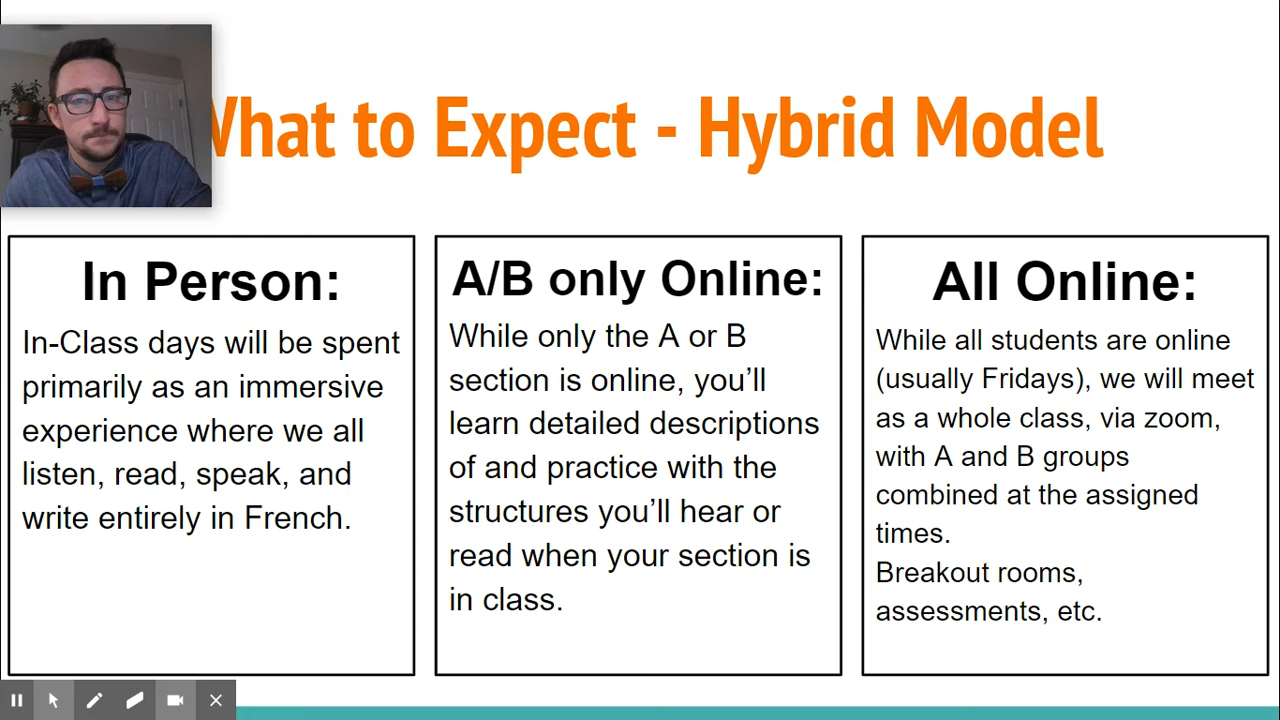 What to Expect - Hybrid Model
In Person:
In-Class days will be spent
primarily as an immersive
experience where we all
listen, read, speak, and
write entirely in French.
A/B only Online:
While only the A or B
section is online, you’ll
learn detailed descriptions
of and practice with the
structures you’ll hear or
read when your section is
in class.
All Online:
While all students are online
(usually Fridays), we will meet
as a whole class, via zoom,
with A and B groups
combined at the assigned
times.
Breakout rooms,
assessments, etc.